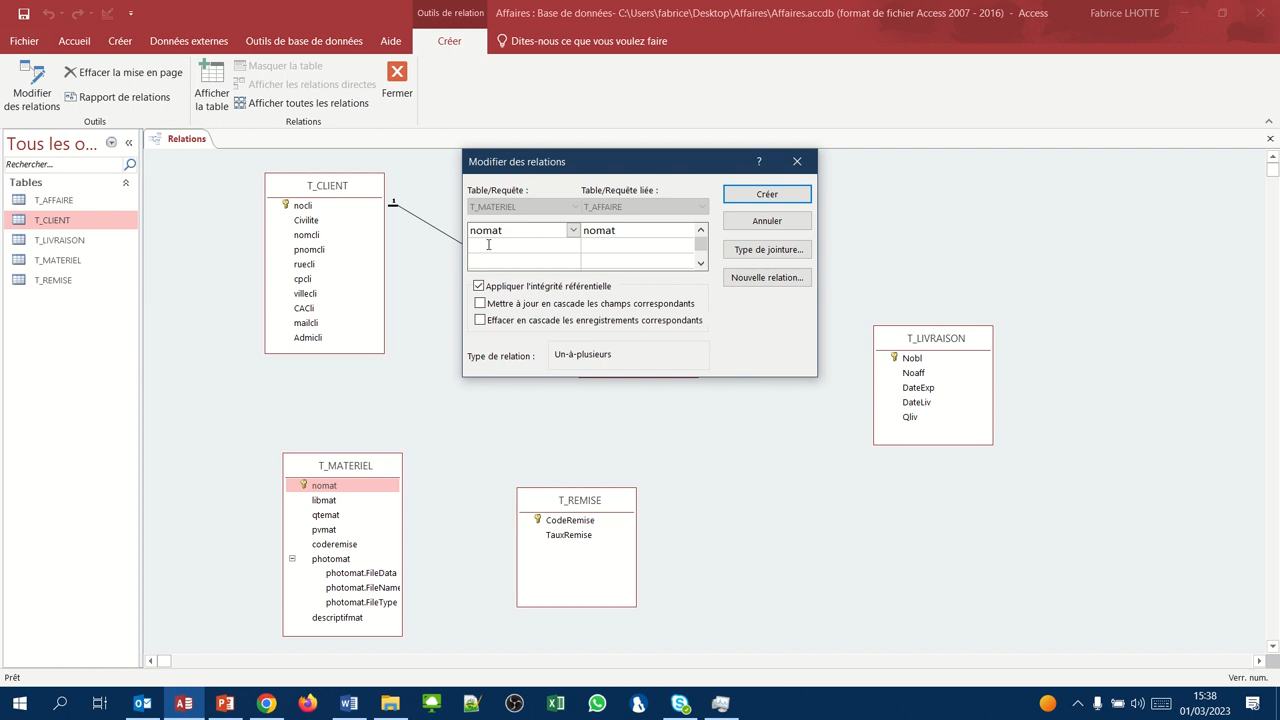 Outils de relation
Affaires : Base de données- C:\Users\fabrice\Desktop\Affaires\Affaires.accdb (format de fichier Access 2007 - 2016) - Access
Fabrice LHOTTE
Fichier
Accueil
Créer
Données externes
Outils de base de données
Aide
Créer
Dites-nous ce que vous voulez faire
Modifier des relations
Effacer la mise en page
Rapport de relations
Outils
Afficher la table
Masquer la table
Afficher les relations directes
Afficher toutes les relations
Relations
Fermer
Tous les o...
Rechercher...
Tables
T_AFFAIRE
T_CLIENT
T_LIVRAISON
T_MATERIEL
T_REMISE
Relations
T_CLIENT
nocli
Civilite
nomcli
pnomcli
ruecli
cpcli
villecli
CACli
mailcli
Admicli
1
Modifier des relations
?
Table/Requête :
Table/Requête liée :
T_MATERIEL
T_AFFAIRE
nomat
nomat
Appliquer l'intégrité référentielle
Mettre à jour en cascade les champs correspondants
Effacer en cascade les enregistrements correspondants
Type de relation :
Un-à-plusieurs
Créer
Annuler
Type de jointure...
Nouvelle relation...
T_LIVRAISON
Nobl
Noaff
DateExp
DateLiv
Qliv
T_MATERIEL
nomat
libmat
qtemat
pvmat
coderemise
photomat
photomat.FileData
photomat.FileName
photomat.FileType
descriptifmat
T_REMISE
CodeRemise
TauxRemise
Prêt
Verr. num.
15:38
01/03/2023